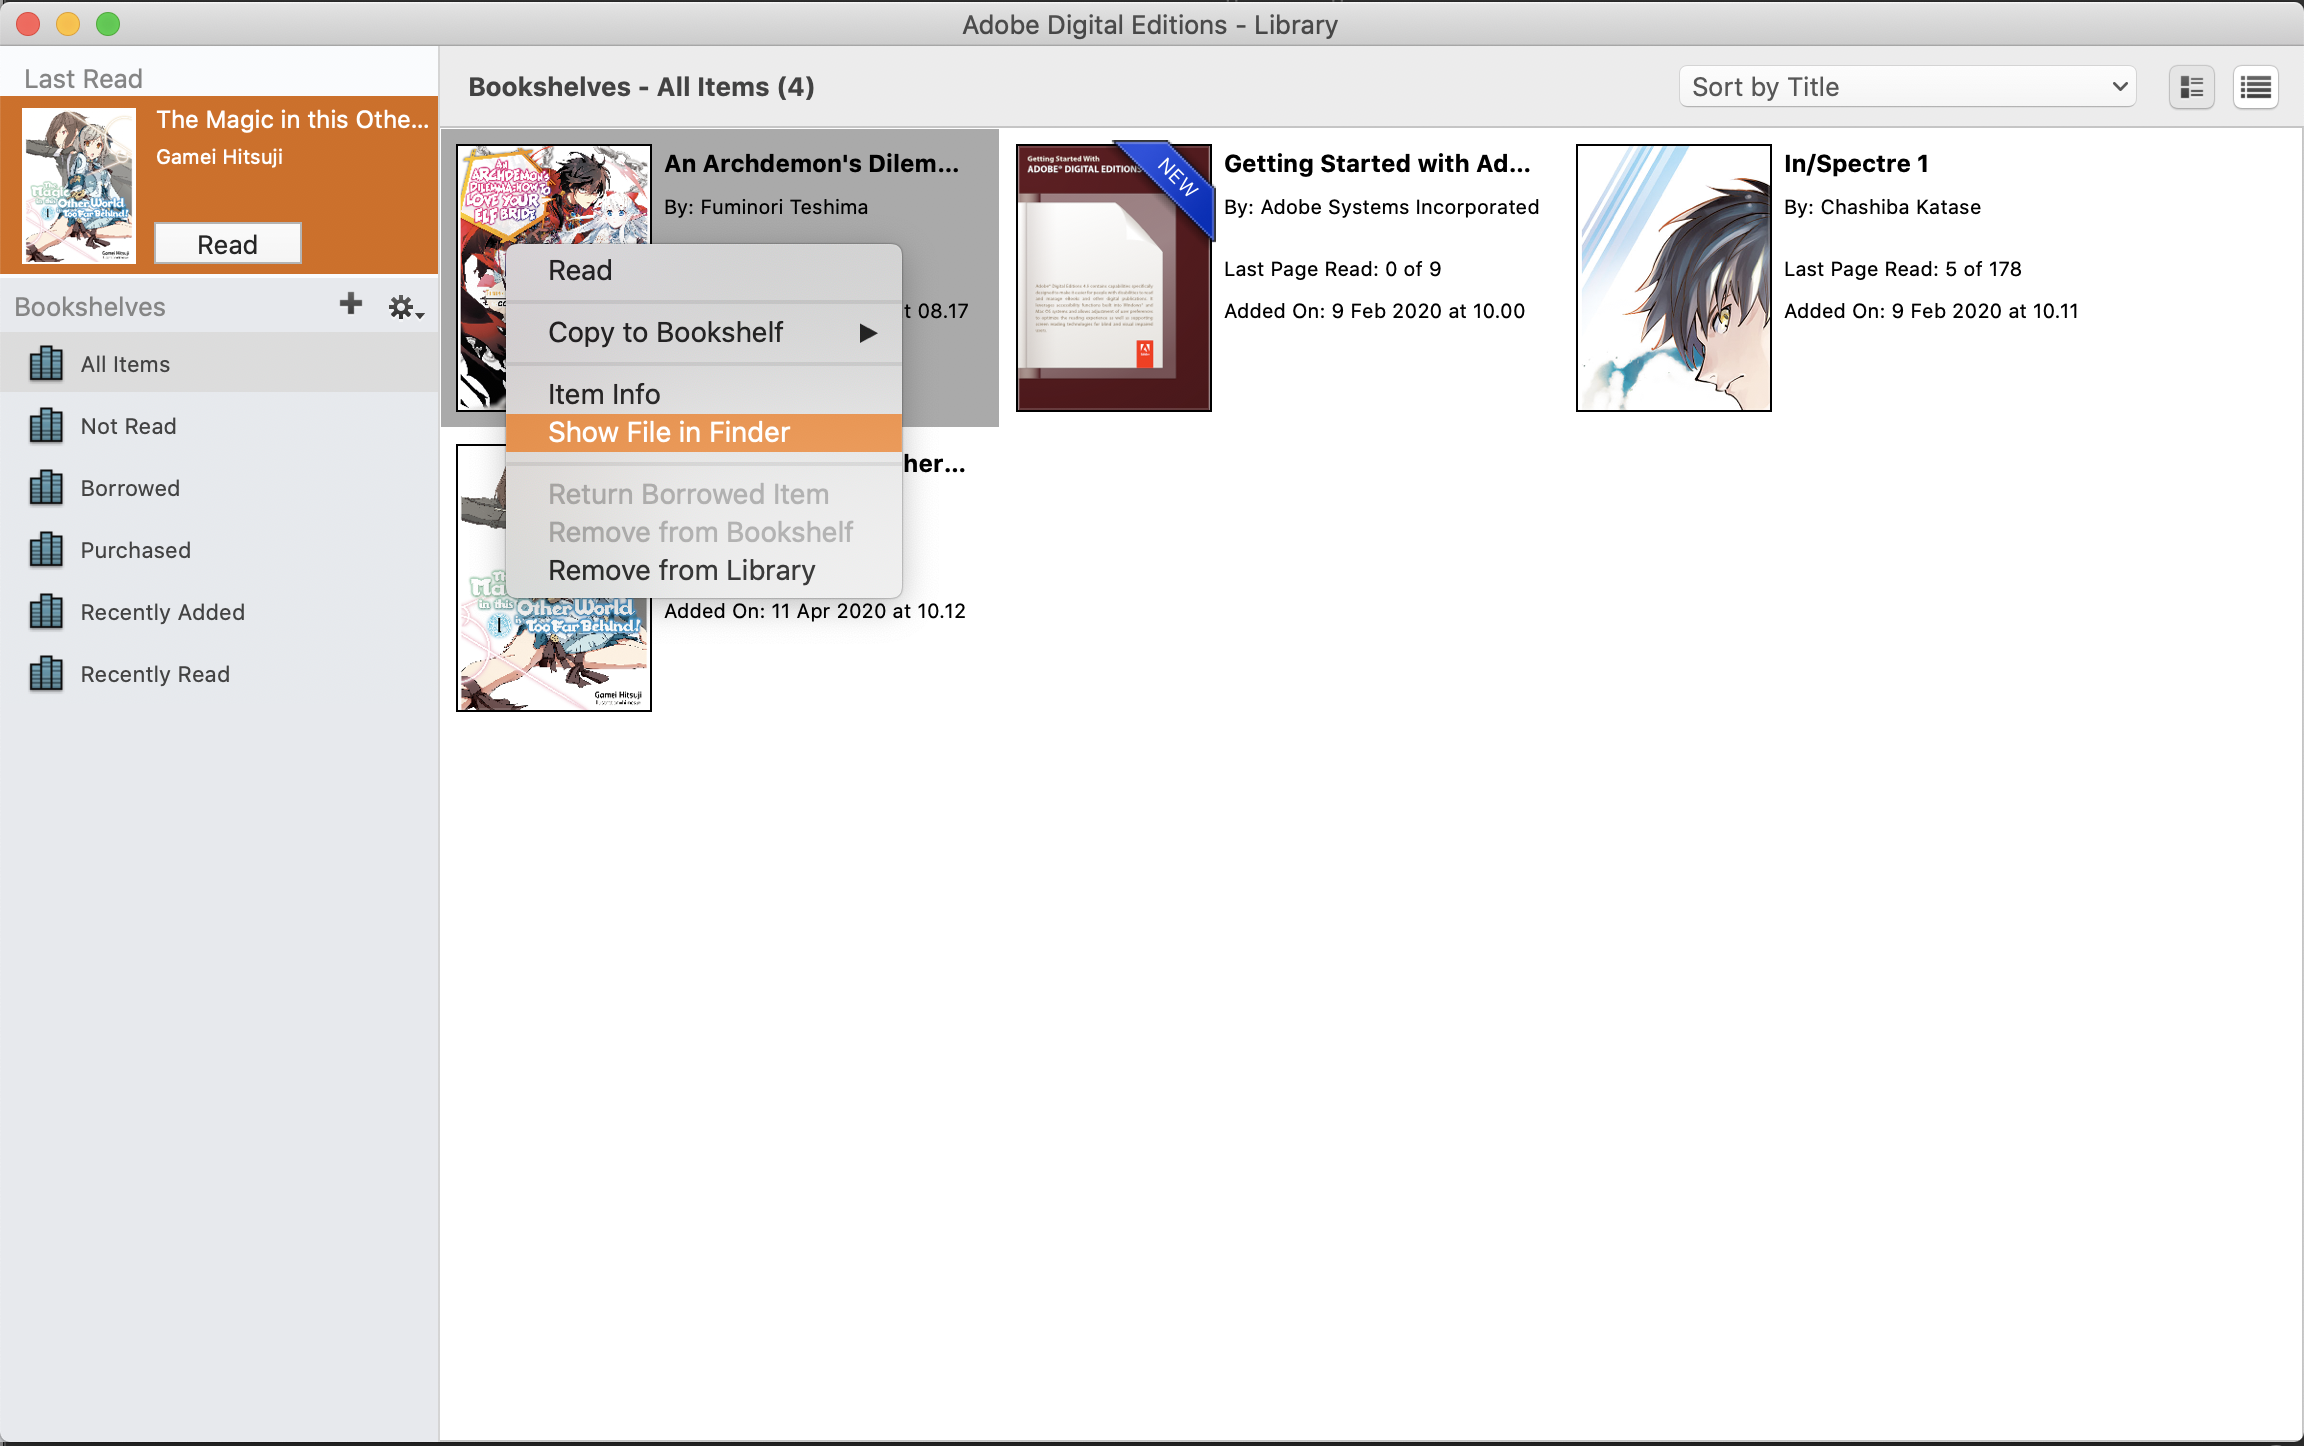 Adobe Digital Editions - Library
Last Read
The Magic in this Othe...
Gamei Hitsuji
Read
Bookshelves
All Items
Not Read
Borrowed
Purchased
Recently Added
Recently Read
Bookshelves - All Items (4)
Sort by Title
AN
ARCHDEMON'S
DILEMMA: HOW TO
LOVE YOUR
ELF BRIDE
An Archdemon's Dilem...
By: Fuminori Teshima
t 08.17
Read
Copy to Bookshelf
Item Info
Show File in Finder
Return Borrowed Item
Remove from Bookshelf
Remove from Library
Getting Started With
ADOBE® DIGITAL EDITIONS
NEW
Getting Started with Ad...
By: Adobe Systems Incorporated
Last Page Read: 0 of 9
Added On: 9 Feb 2020 at 10.00
In/Spectre 1
By: Chashiba Katase
Last Page Read: 5 of 178
Added On: 9 Feb 2020 at 10.11
her...
in this Other World
1
Too Far Behind!
Gamei Hitsuji
Added On: 11 Apr 2020 at 10.12